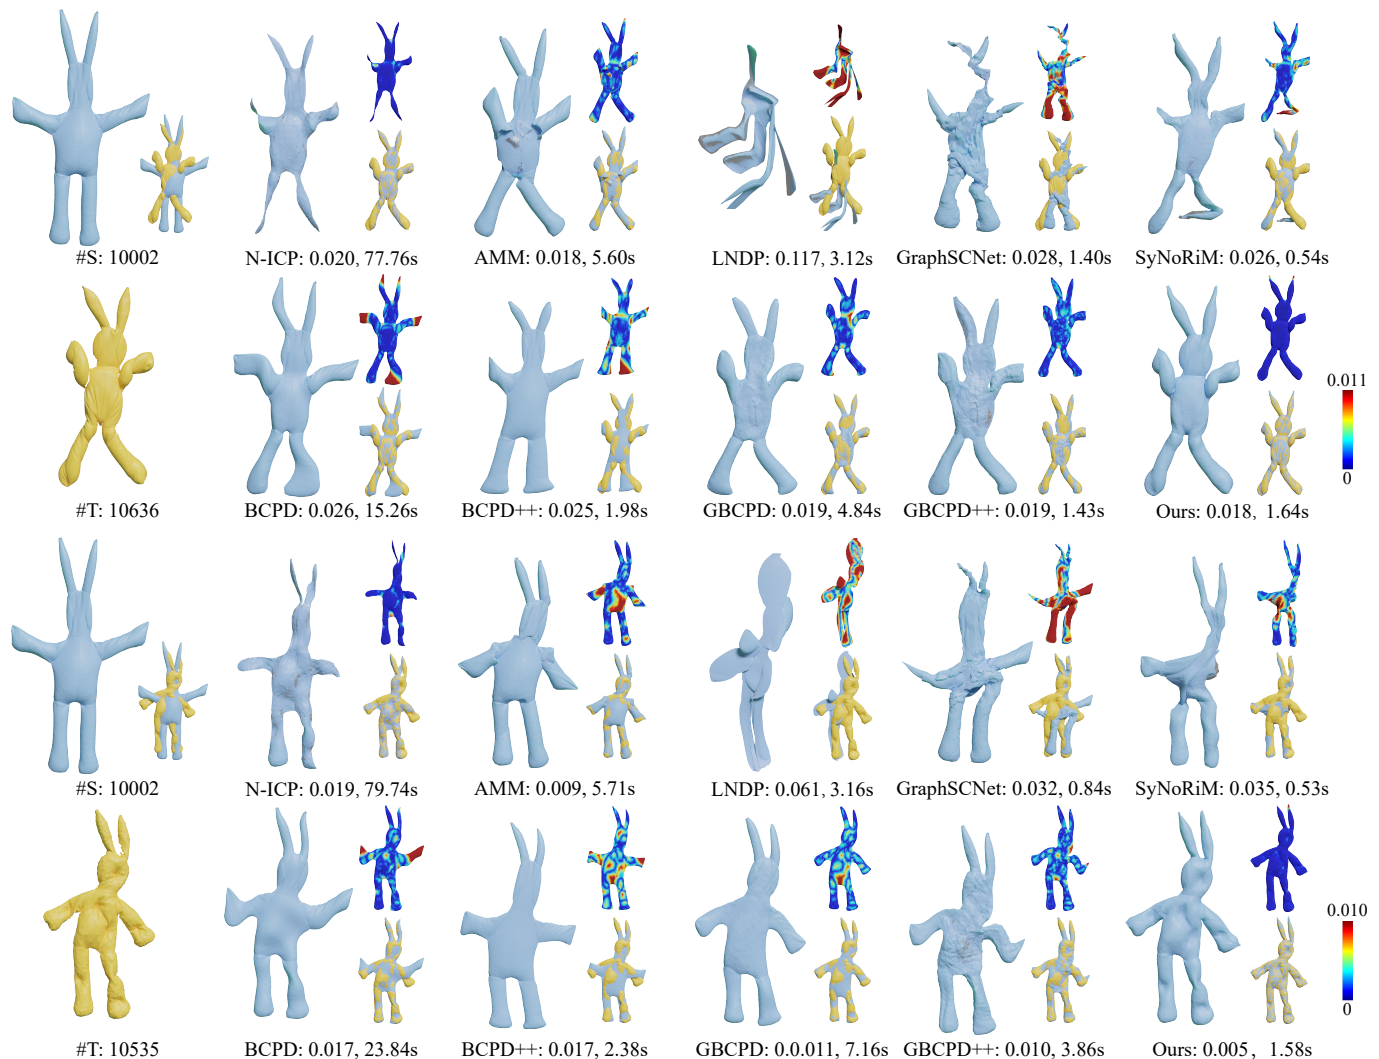 #S: 10002
N-ICP: 0.020, 77.76s
AMM: 0.018, 5.60s
LNDP: 0.117, 3.12s
GraphSCNet: 0.028, 1.40s
SyNoRiM: 0.026, 0.54s
0.011
0
#T: 10636
BCPD: 0.026, 15.26s
BCPD++: 0.025, 1.98s
GBCPD: 0.019, 4.84s
GBCPD++: 0.019, 1.43s
Ours: 0.018, 1.64s
#S: 10002
N-ICP: 0.019, 79.74s
AMM: 0.009, 5.71s
LNDP: 0.061, 3.16s
GraphSCNet: 0.032, 0.84s
SyNoRiM: 0.035, 0.53s
0.010
0
#T: 10535
BCPD: 0.017, 23.84s
BCPD++: 0.017, 2.38s
GBCPD: 0.0.011, 7.16s
GBCPD++: 0.010, 3.86s
Ours: 0.005, 1.58s